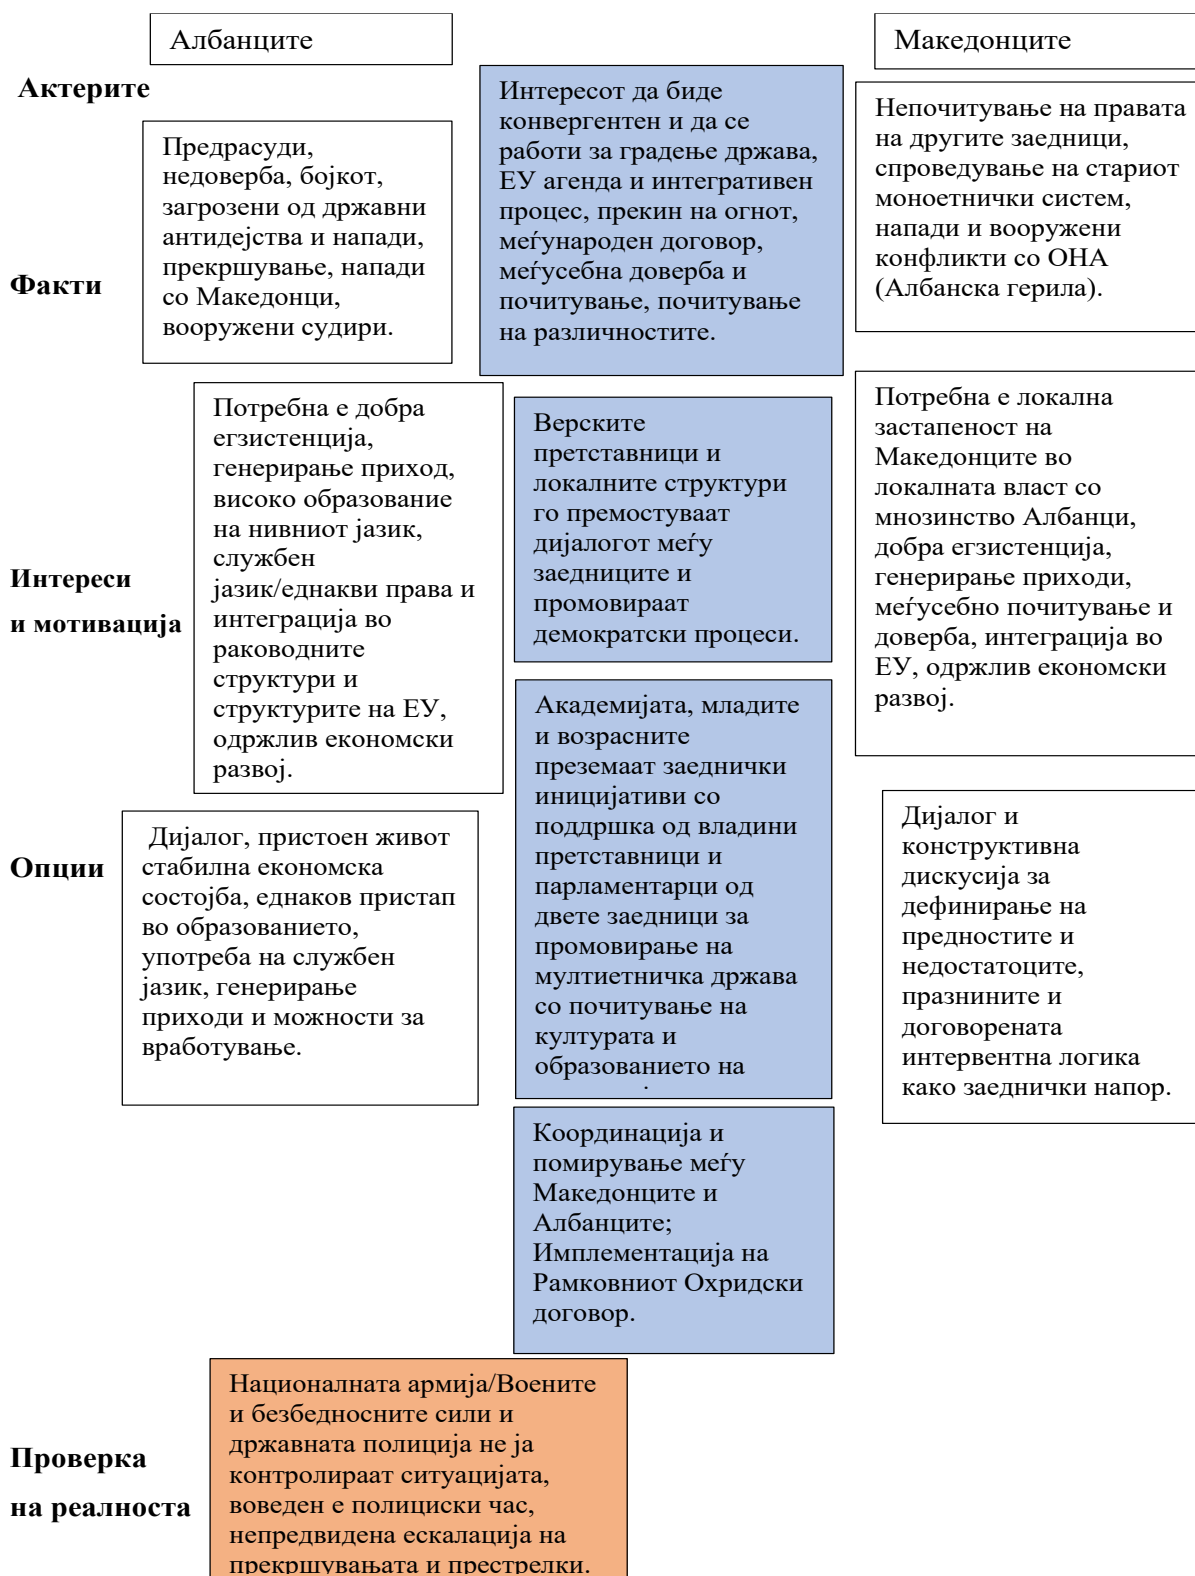 Албанците
Македонците
Актерите
Факти
Предрасуди,
недоверба, бојкот,
загрозени од државни
антидејства и напади,
прекршување, напади
со Македонци,
вооружени судири.
Интересот да биде
конвергентен и да се
работи за градење држава,
ЕУ агенда и интегративен
процес, прекин на огнот,
меѓународен договор,
меѓусебна доверба и
почитување, почитување
на различностите.
Непочитување на правата
на другите заедници,
спроведување на стариот
моноетнички систем,
напади и вооружени
конфликти со ОНА
(Албанска герила).
Интереси
и мотивација
Потребна е добра
егзистенција,
генерирање приход,
високо образование
на нивниот јазик,
службен
јазик/еднакви права и
интеграција во
раководните
структури и
структурите на ЕУ,
одржлив економски
развој.
Верските
претставници и
локалните структури
го премостуваат
дијалогот меѓу
заедниците и
промовираат
демократски процеси.
Потребна е локална
застапеност на
Македонците во
локалната власт со
мнозинство Албанци,
добра егзистенција,
генерирање приходи,
меѓусебно почитување и
доверба, интеграција во
ЕУ, одржлив економски
развој.
Опции
Дијалог, пристоен живот
стабилна економска
состојба, еднаков пристап
во образованието,
употреба на службен
јазик, генерирање
приходи и можности за
вработување.
Академијата, младите
и возрасните
преземаат заеднички
иницијативи со
поддршка од владини
претставници и
парламентарци од
двете заедници за
промовирање на
мултиетничка држава
со почитување на
културата и
образованието на
Дијалог и
конструктивна
дискусија за
дефинирање на
предностите и
недостатоците,
празнините и
договорената
интервентна логика
како заеднички напор.
Координација и
помирување меѓу
Македонците и
Албанците;
Имплементација на
Рамковниот Охридски
договор.
Проверка
на реалноста
Националната армија/Воените
и безбедносните сили и
државната полиција не ја
контролираат ситуацијата,
воведен е полициски час,
непредвидена ескалација на
прекршувањата и престрелки.